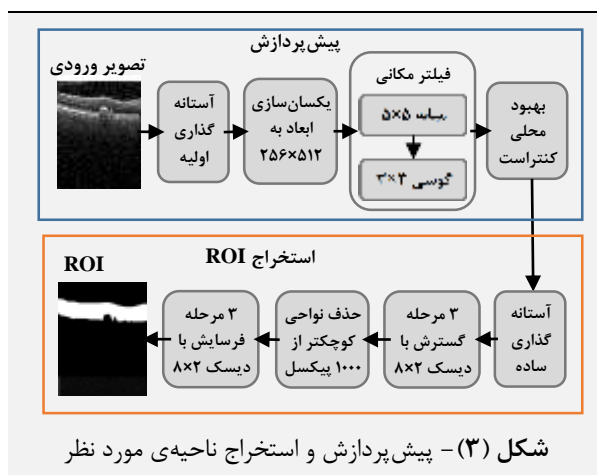 پیش‌پردازش
تصویر ورودی
آستانه
گذاری
اولیه
یکسان‌سازی
ابعاد به
۲۵۶×۵۱۲
فیلتر مکانی
میانه ۵×۵
گوسی ۳×۳
بهبود
محلی
کنتراست
استخراج ROI
آستانه
گذاری
ساده
۳ مرحله
گسترش با
دیسک ۲×۸
حذف نواحی
کوچکتر از
۱۰۰۰ پیکسل
۳ مرحله
فرسایش با
دیسک ۲×۸
ROI
شکل (۳)- پیش‌پردازش و استخراج ناحیه‌ی مورد نظر